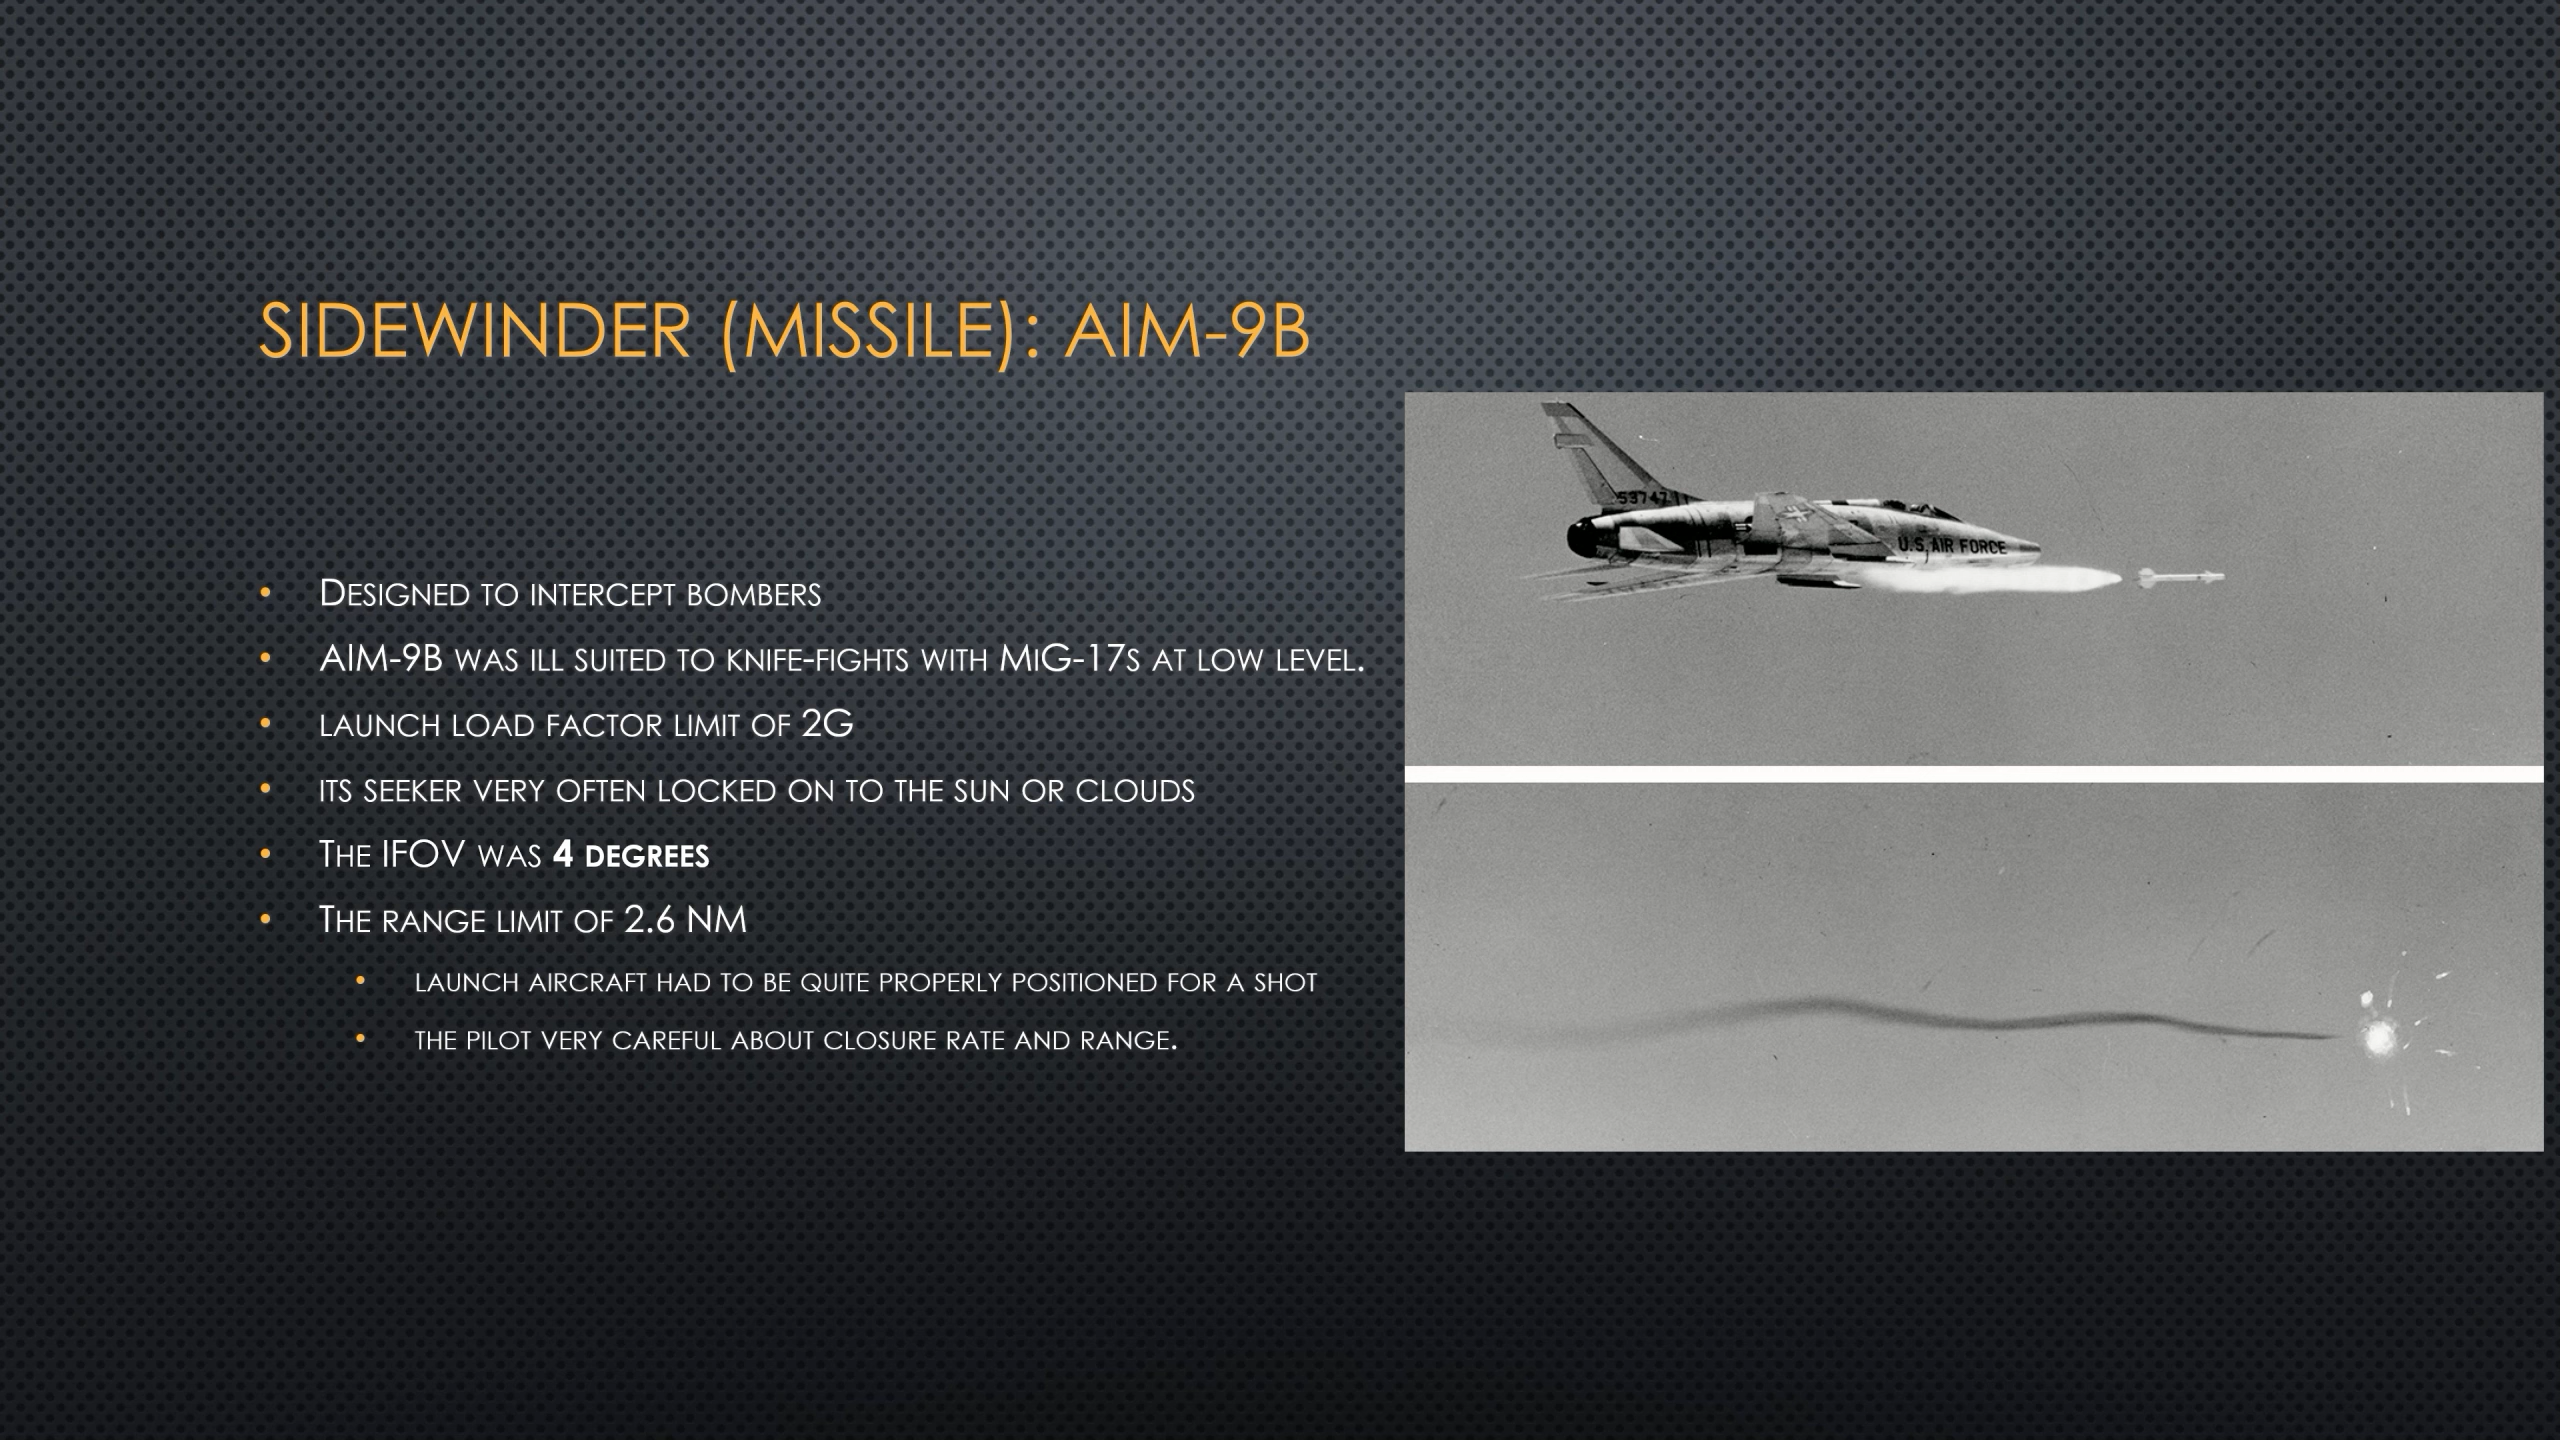 SIDEWINDER (MISSILE): AIM-9B
• DESIGNED TO INTERCEPT BOMBERS
• AIM-9B WAS ILL SUITED TO KNIFE-FIGHTS WITH MIG-17S AT LOW LEVEL.
• LAUNCH LOAD FACTOR LIMIT OF 2G
• ITS SEEKER VERY OFTEN LOCKED ON TO THE SUN OR CLOUDS
• THE IFOV WAS 4 DEGREES
• THE RANGE LIMIT OF 2.6 NM
• LAUNCH AIRCRAFT HAD TO BE QUITE PROPERLY POSITIONED FOR A SHOT
• THE PILOT VERY CAREFUL ABOUT CLOSURE RATE AND RANGE.
53747
U.S. AIR FORCE